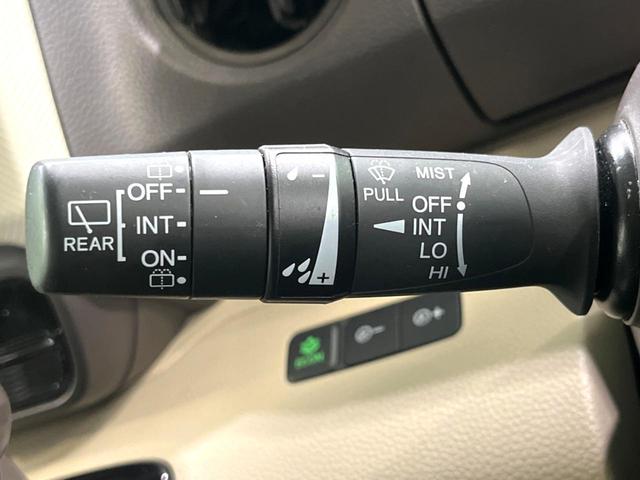 REAR
OFF
INT
ON
−
+
PULL
MIST
OFF
INT
LO
HI
ECON
−
+